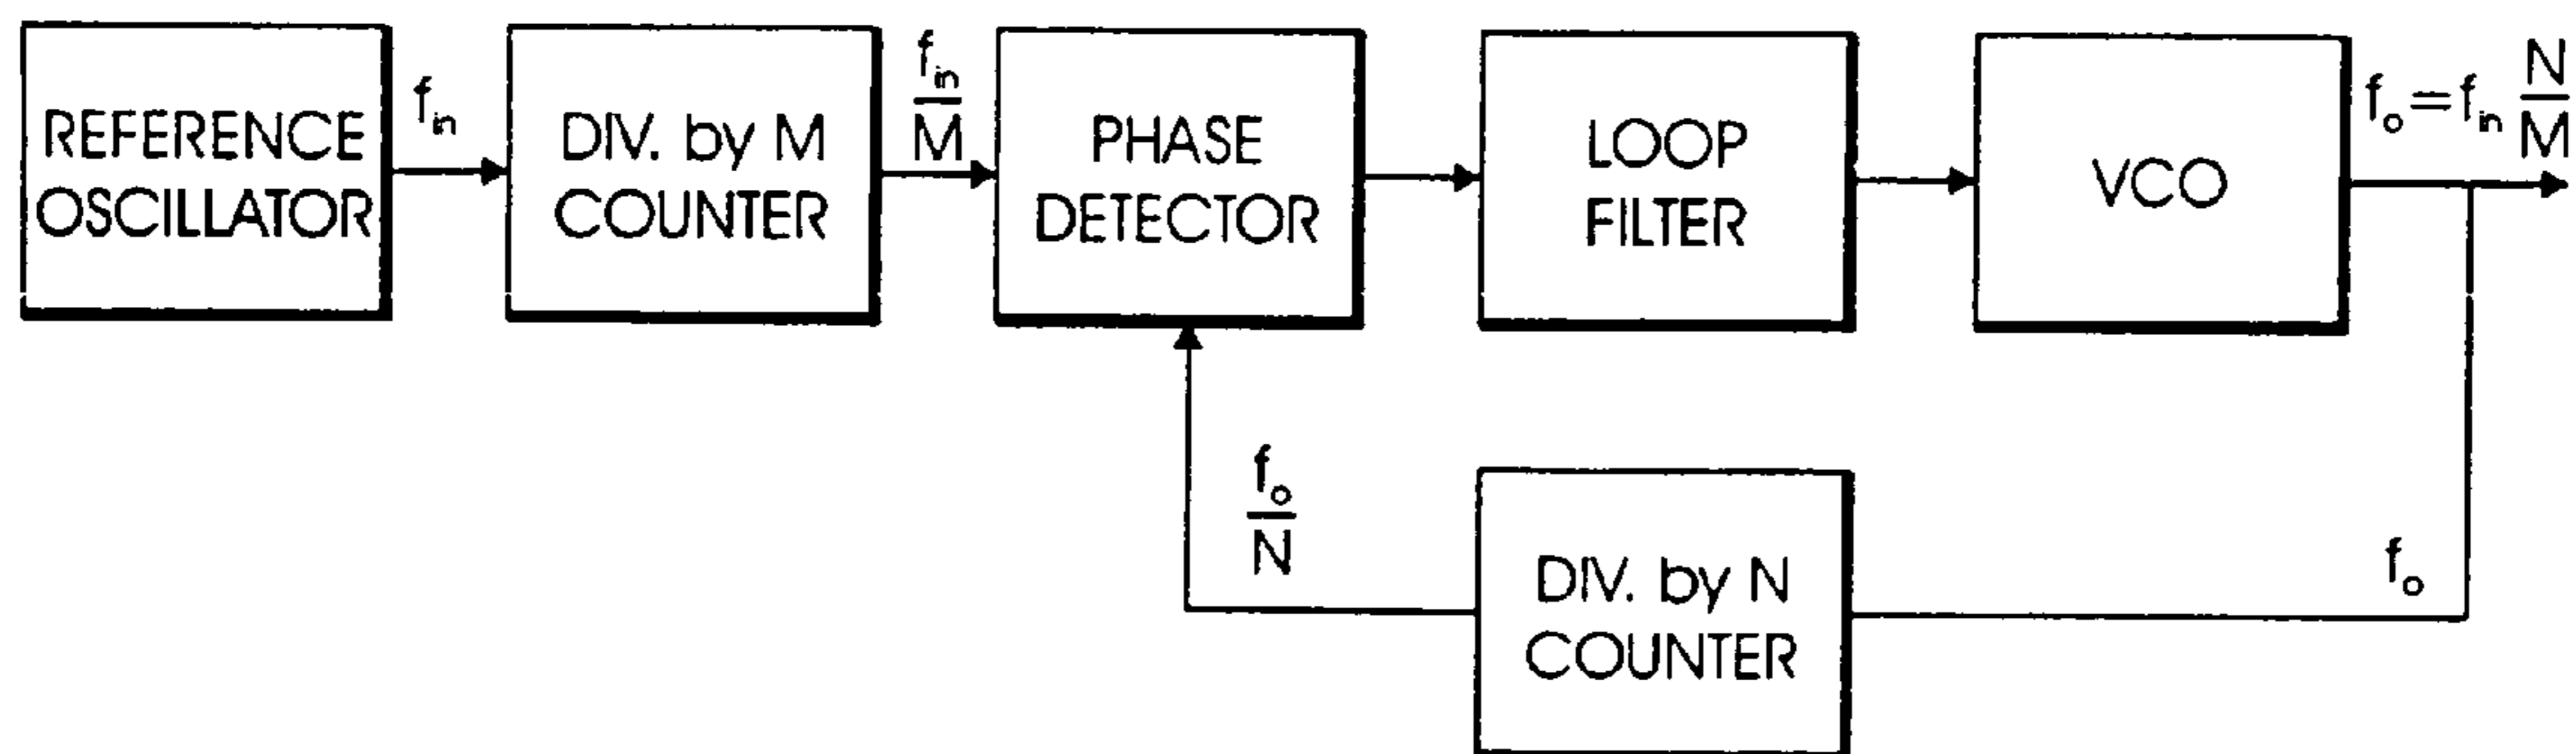 REFERENCE
OSCILLATOR
f_in
DIV. by M
COUNTER
f_in
M
PHASE
DETECTOR
LOOP
FILTER
VCO
f_o=f_in N
M
f_o
N
DIV. by N
COUNTER
f_o